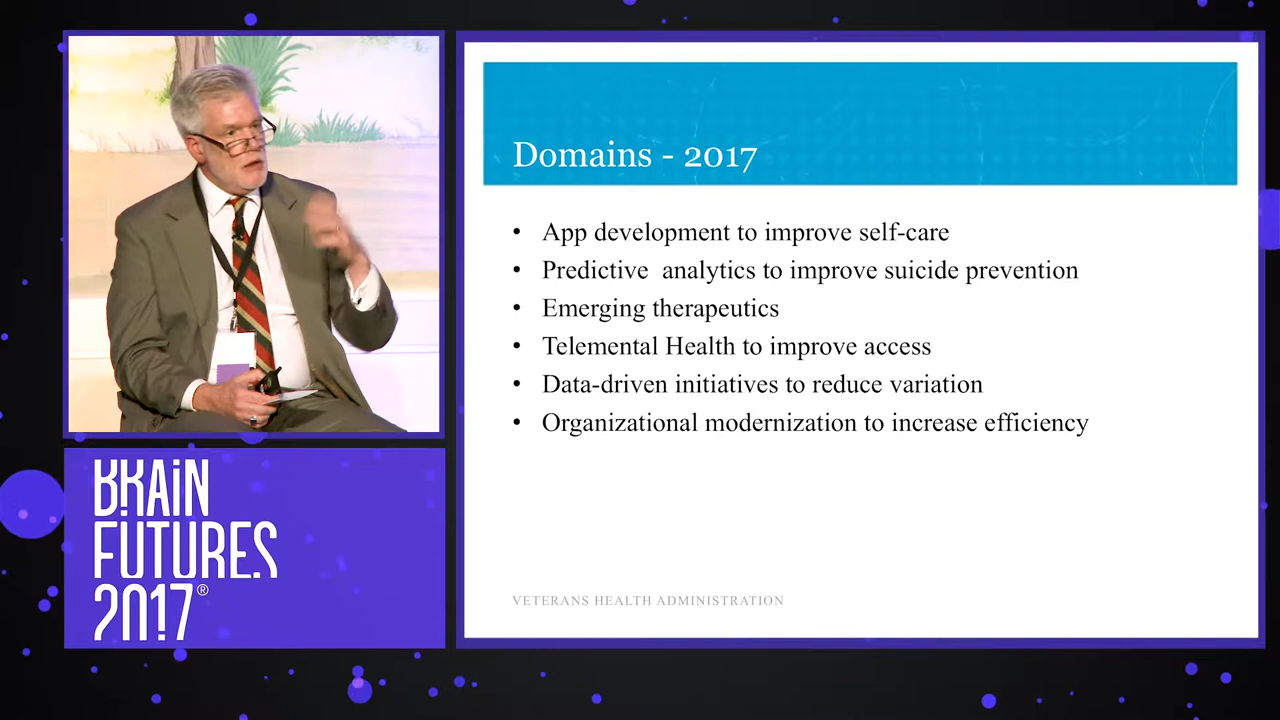 BRAIN
FUTURES
2017®
Domains - 2017
• App development to improve self-care
• Predictive  analytics to improve suicide prevention
• Emerging therapeutics
• Telemental Health to improve access
• Data-driven initiatives to reduce variation
• Organizational modernization to increase efficiency
VETERANS HEALTH ADMINISTRATION